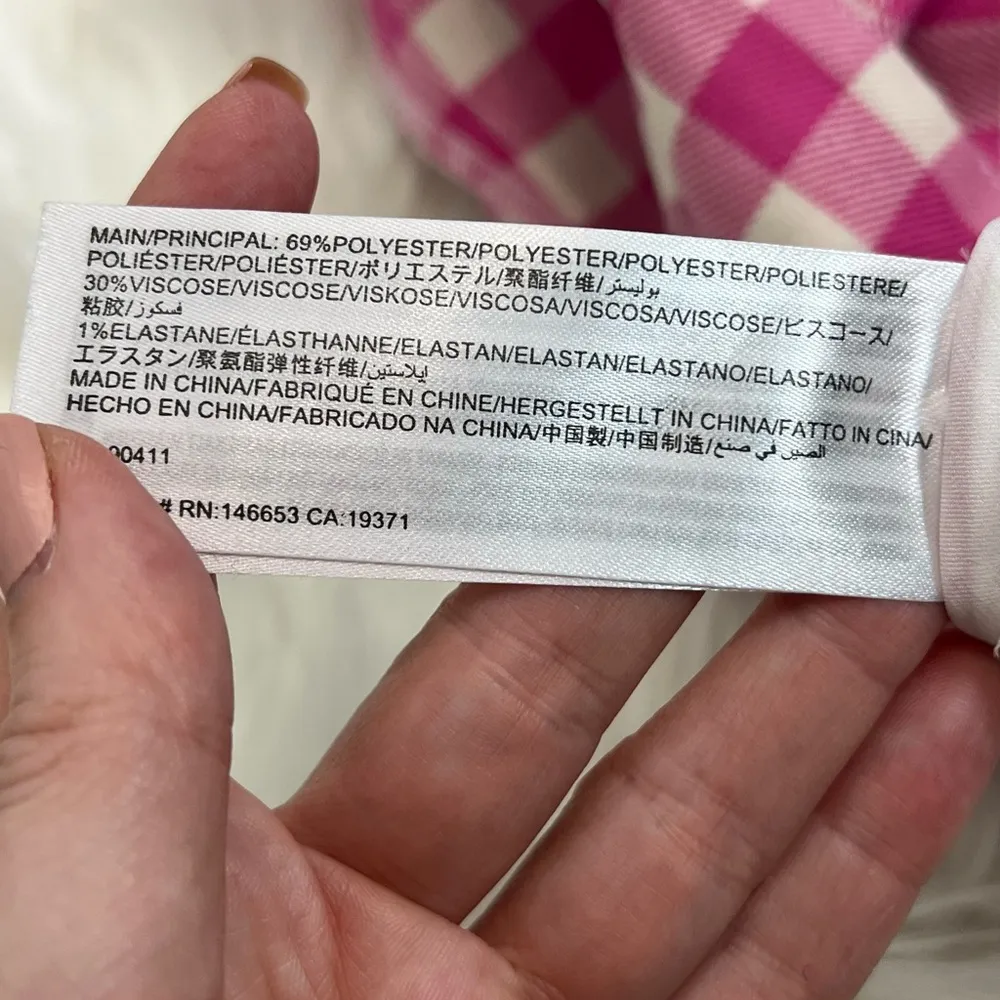 MAIN/PRINCIPAL: 69%POLYESTER/POLYESTER/POLYESTER/POLIESTERE/
POLIÉSTER/POLIÉSTER/ポリエステル/聚酯纤维/بوليستر
30%VISCOSE/VISCOSE/VISKOSE/VISCOSA/VISCOSA/VISCOSE/ビスコース/
粘胶/فسكوز
1%ELASTANE/ÉLASTHANNE/ELASTAN/ELASTAN/ELASTANO/ELASTANO/
エラスタン/聚氨酯弹性纤维/ايلاستين
MADE IN CHINA/FABRIQUÉ EN CHINE/HERGESTELLT IN CHINA/FATTO IN CINA/
HECHO EN CHINA/FABRICADO NA CHINA/中国製/中国制造/الصين في صنع
00411
# RN:146653 CA:19371